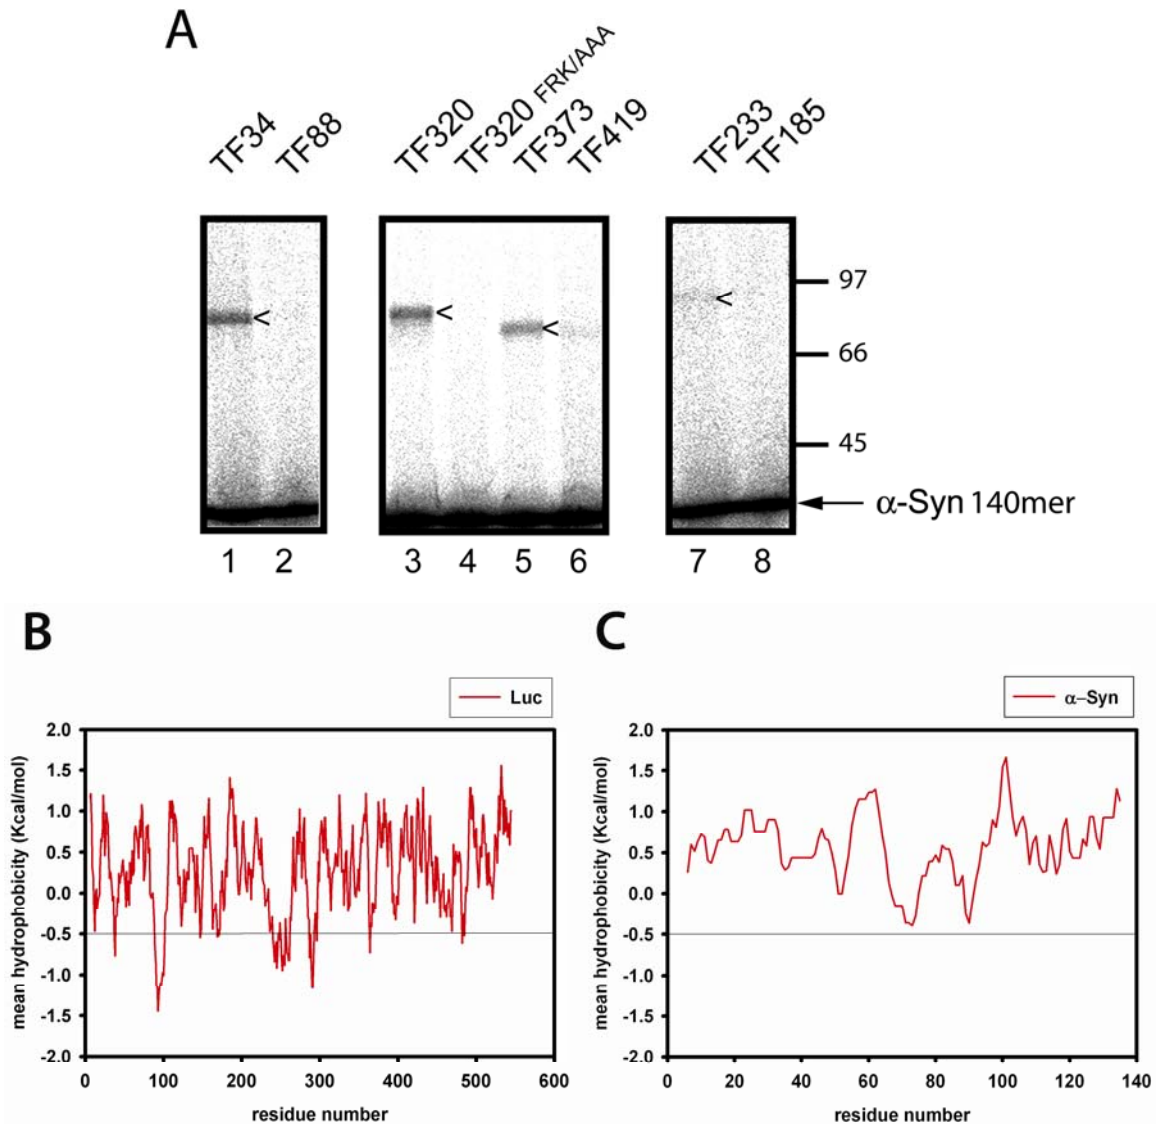 A
TF34 TF88 TF320 TF320 FRK/AAA TF373 TF419 TF233 TF185
<
<
<
<
97
66
45
α-Syn 140mer
1 2 3 4 5 6 7 8
B
Luc
mean hydrophobicity (Kcal/mol)
2.0
1.5
1.0
0.5
0.0
-0.5
-1.0
-1.5
-2.0
0 100 200 300 400 500 600
residue number
C
α–Syn
mean hydrophobicity (Kcal/mol)
2.0
1.5
1.0
0.5
0.0
-0.5
-1.0
-1.5
-2.0
0 20 40 60 80 100 120 140
residue number